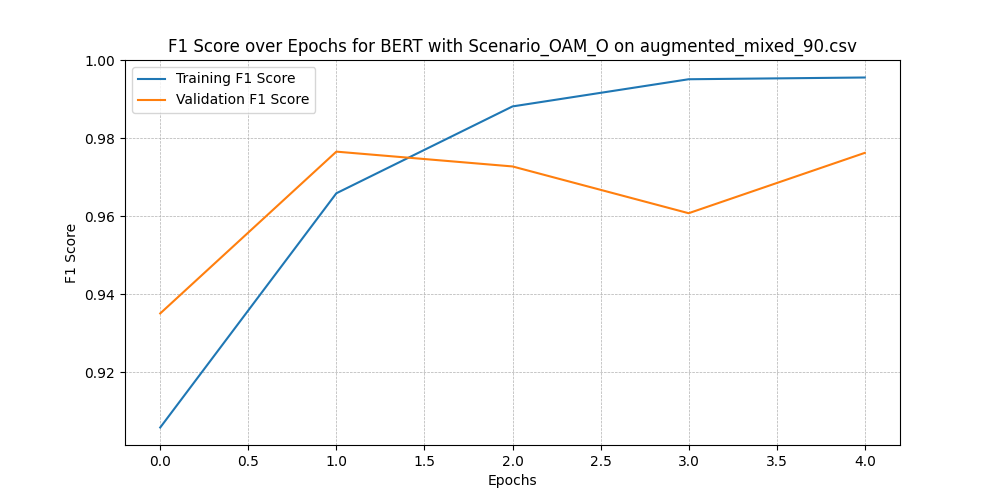 F1 Score over Epochs for BERT with Scenario_OAM_O on augmented_mixed_90.csv
Training F1 Score
Validation F1 Score
F1 Score
1.00
0.98
0.96
0.94
0.92
0.0 0.5 1.0 1.5 2.0 2.5 3.0 3.5 4.0
Epochs